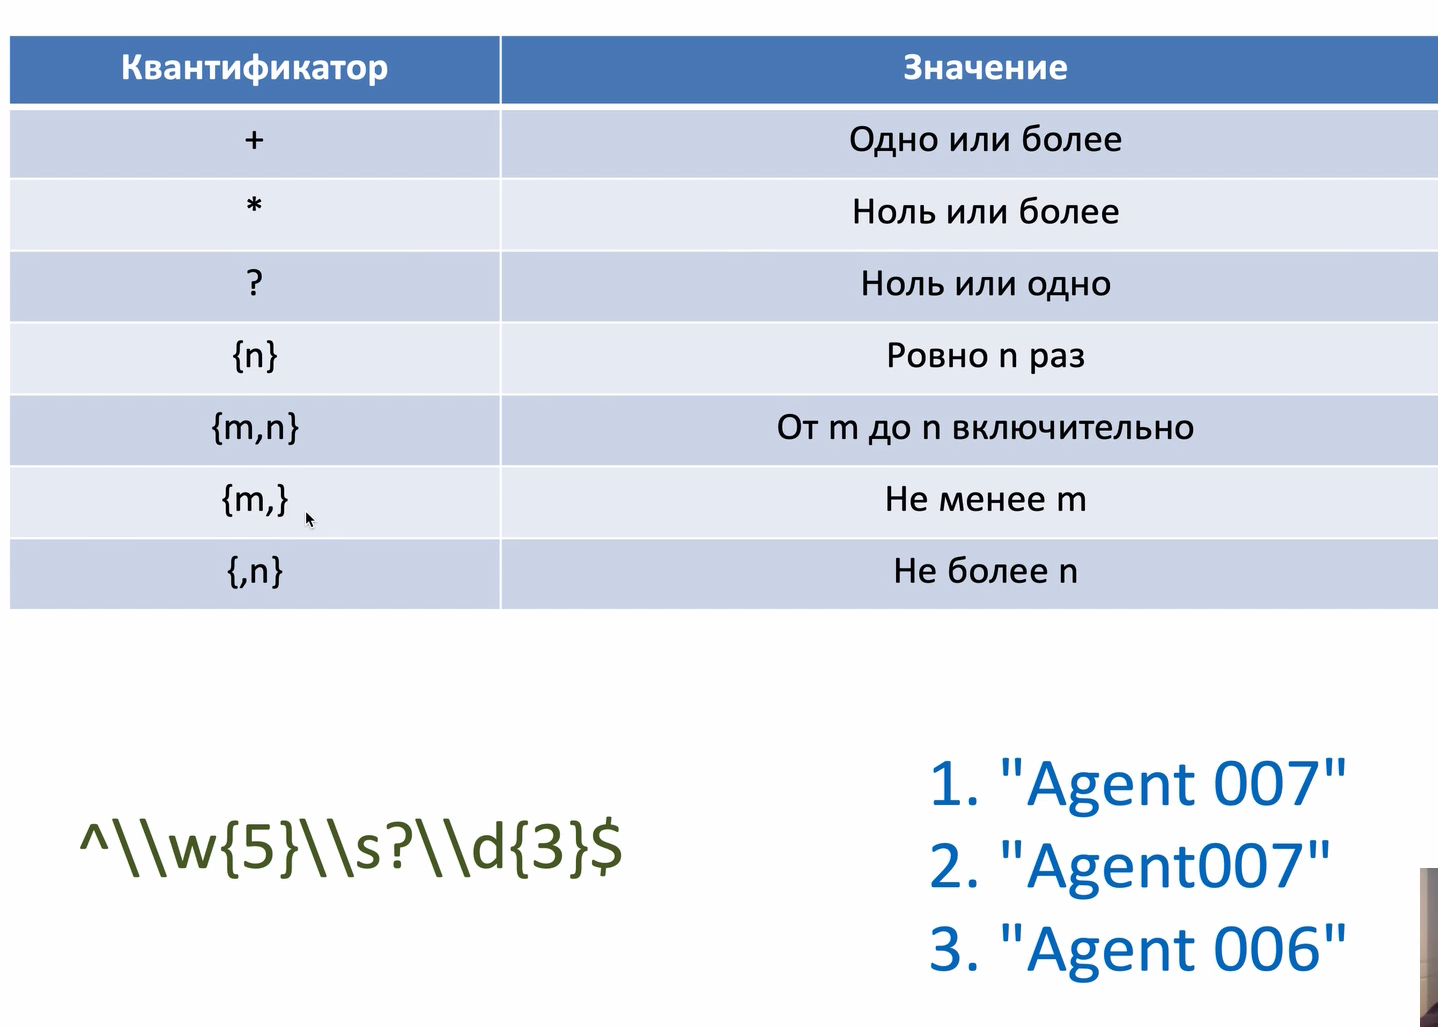 Квантификатор Значение
+ Одно или более
* Ноль или более
? Ноль или одно
{n} Ровно n раз
{m,n} От m до n включительно
{m,} Не менее m
{,n} Не более n
^\\w{5}\\s?\\d{3}$
1. "Agent 007"
2. "Agent007"
3. "Agent 006"